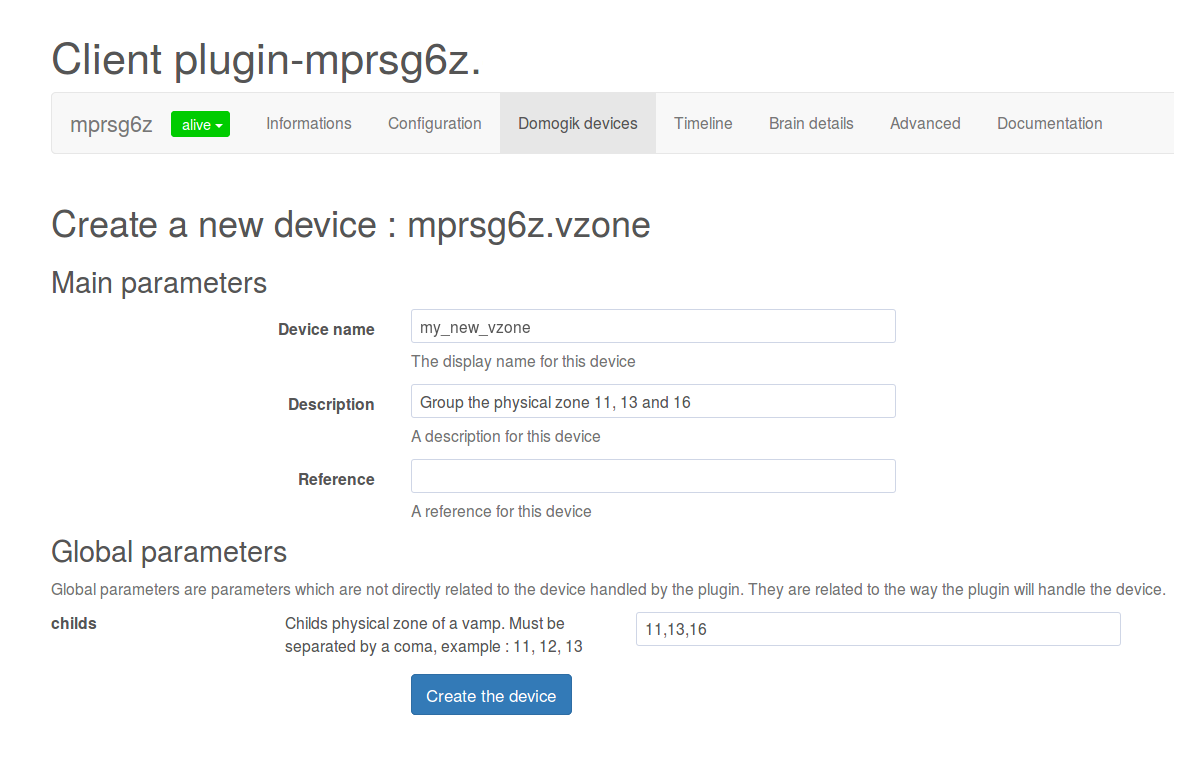 Client plugin-mprsg6z.
mprsg6z alive Informations Configuration Domogik devices Timeline Brain details Advanced Documentation
Create a new device : mprsg6z.vzone
Main parameters
Device name my_new_vzone
The display name for this device
Description Group the physical zone 11, 13 and 16
A description for this device
Reference
A reference for this device
Global parameters
Global parameters are parameters which are not directly related to the device handled by the plugin. They are related to the way the plugin will handle the device.
childs Childs physical zone of a vamp. Must be 11,13,16
separated by a coma, example : 11, 12, 13
Create the device